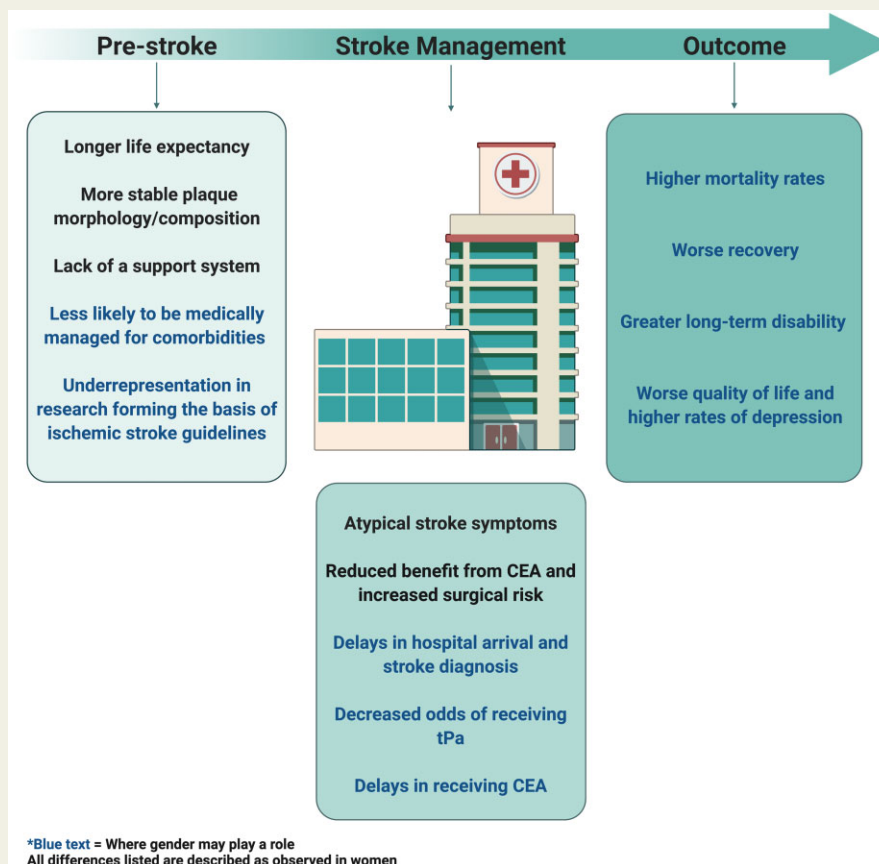 Pre-stroke
Stroke Management
Outcome
Longer life expectancy
More stable plaque
morphology/composition
Lack of a support system
Less likely to be medically
managed for comorbidities
Underrepresentation in
research forming the basis of
ischemic stroke guidelines
Atypical stroke symptoms
Reduced benefit from CEA and
increased surgical risk
Delays in hospital arrival and
stroke diagnosis
Decreased odds of receiving
tPa
Delays in receiving CEA
Higher mortality rates
Worse recovery
Greater long-term disability
Worse quality of life and
higher rates of depression
*Blue text = Where gender may play a role
All differences listed are described as observed in women